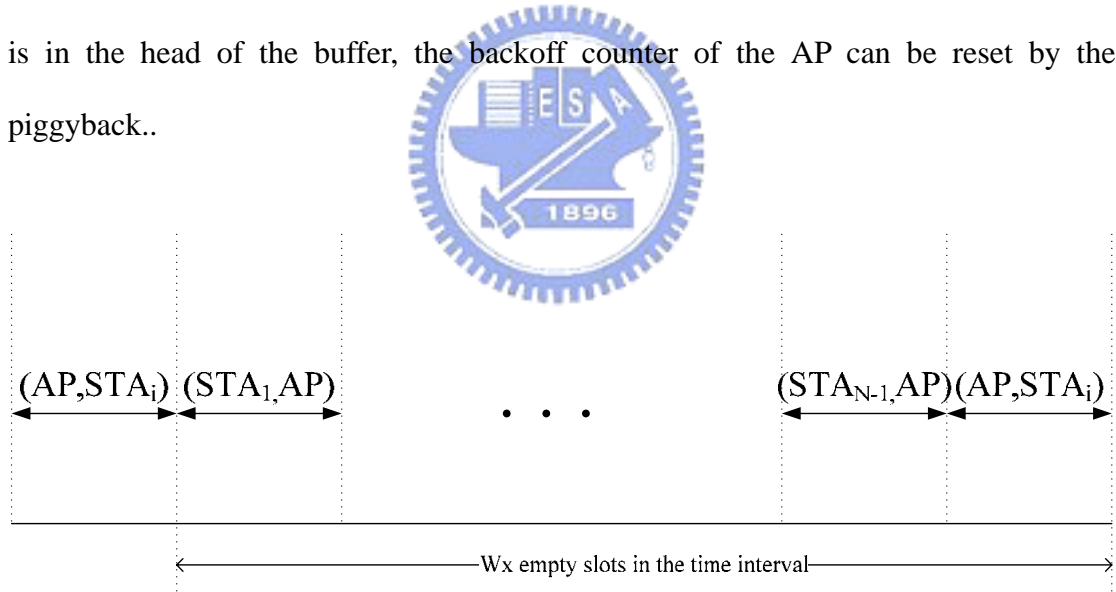 is in the head of the buffer, the backoff counter of the AP can be reset by the
piggyback..
E S A
1896
(AP,STAi) (STA1,AP) . . . (STAN-1,AP)(AP,STAi)
Wx empty slots in the time interval